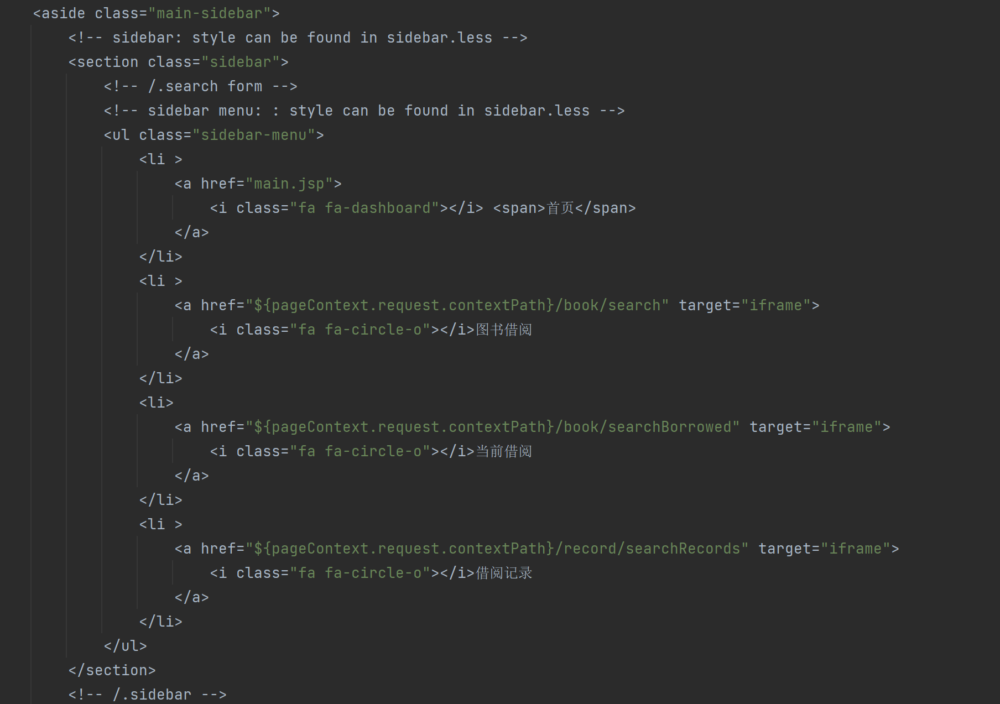 <aside class="main-sidebar">
<!-- sidebar: style can be found in sidebar.less -->
<section class="sidebar">
<!-- /.search form -->
<!-- sidebar menu: : style can be found in sidebar.less -->
<ul class="sidebar-menu">
<li >
<a href="main.jsp">
<i class="fa fa-dashboard"></i> <span>首页</span>
</a>
</li>
<li >
<a href="${pageContext.request.contextPath}/book/search" target="iframe">
<i class="fa fa-circle-o"></i>图书借阅
</a>
</li>
<li>
<a href="${pageContext.request.contextPath}/book/searchBorrowed" target="iframe">
<i class="fa fa-circle-o"></i>当前借阅
</a>
</li>
<li >
<a href="${pageContext.request.contextPath}/record/searchRecords" target="iframe">
<i class="fa fa-circle-o"></i>借阅记录
</a>
</li>
</ul>
</section>
<!-- /.sidebar -->